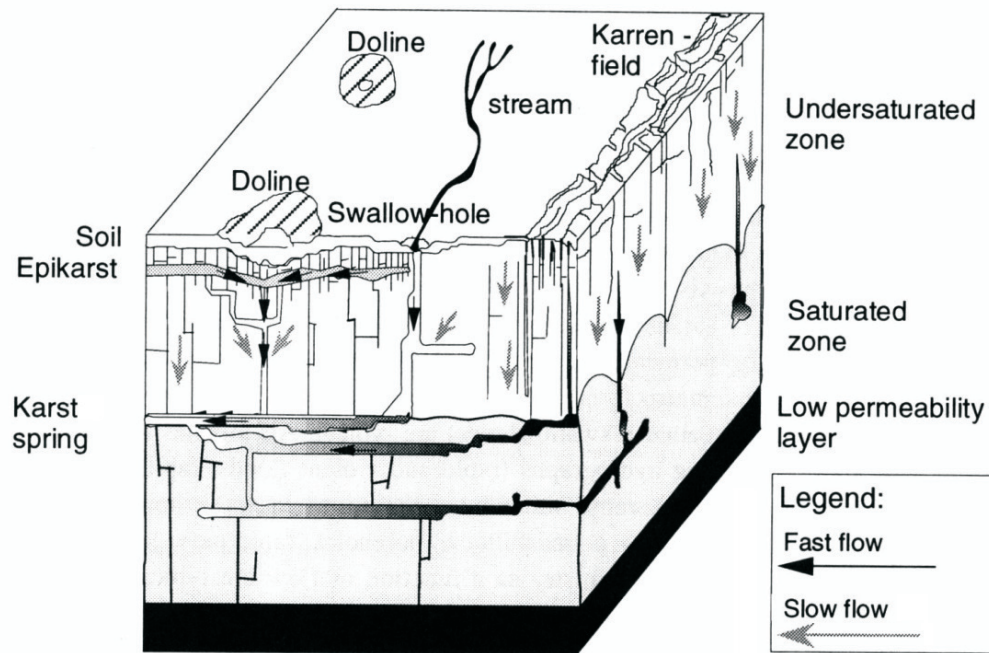 Doline
stream
Karren -
field
Undersaturated
zone
Doline
Swallow-hole
Soil
Epikarst
Saturated
zone
Karst
spring
Low permeability
layer
Legend:
Fast flow
Slow flow